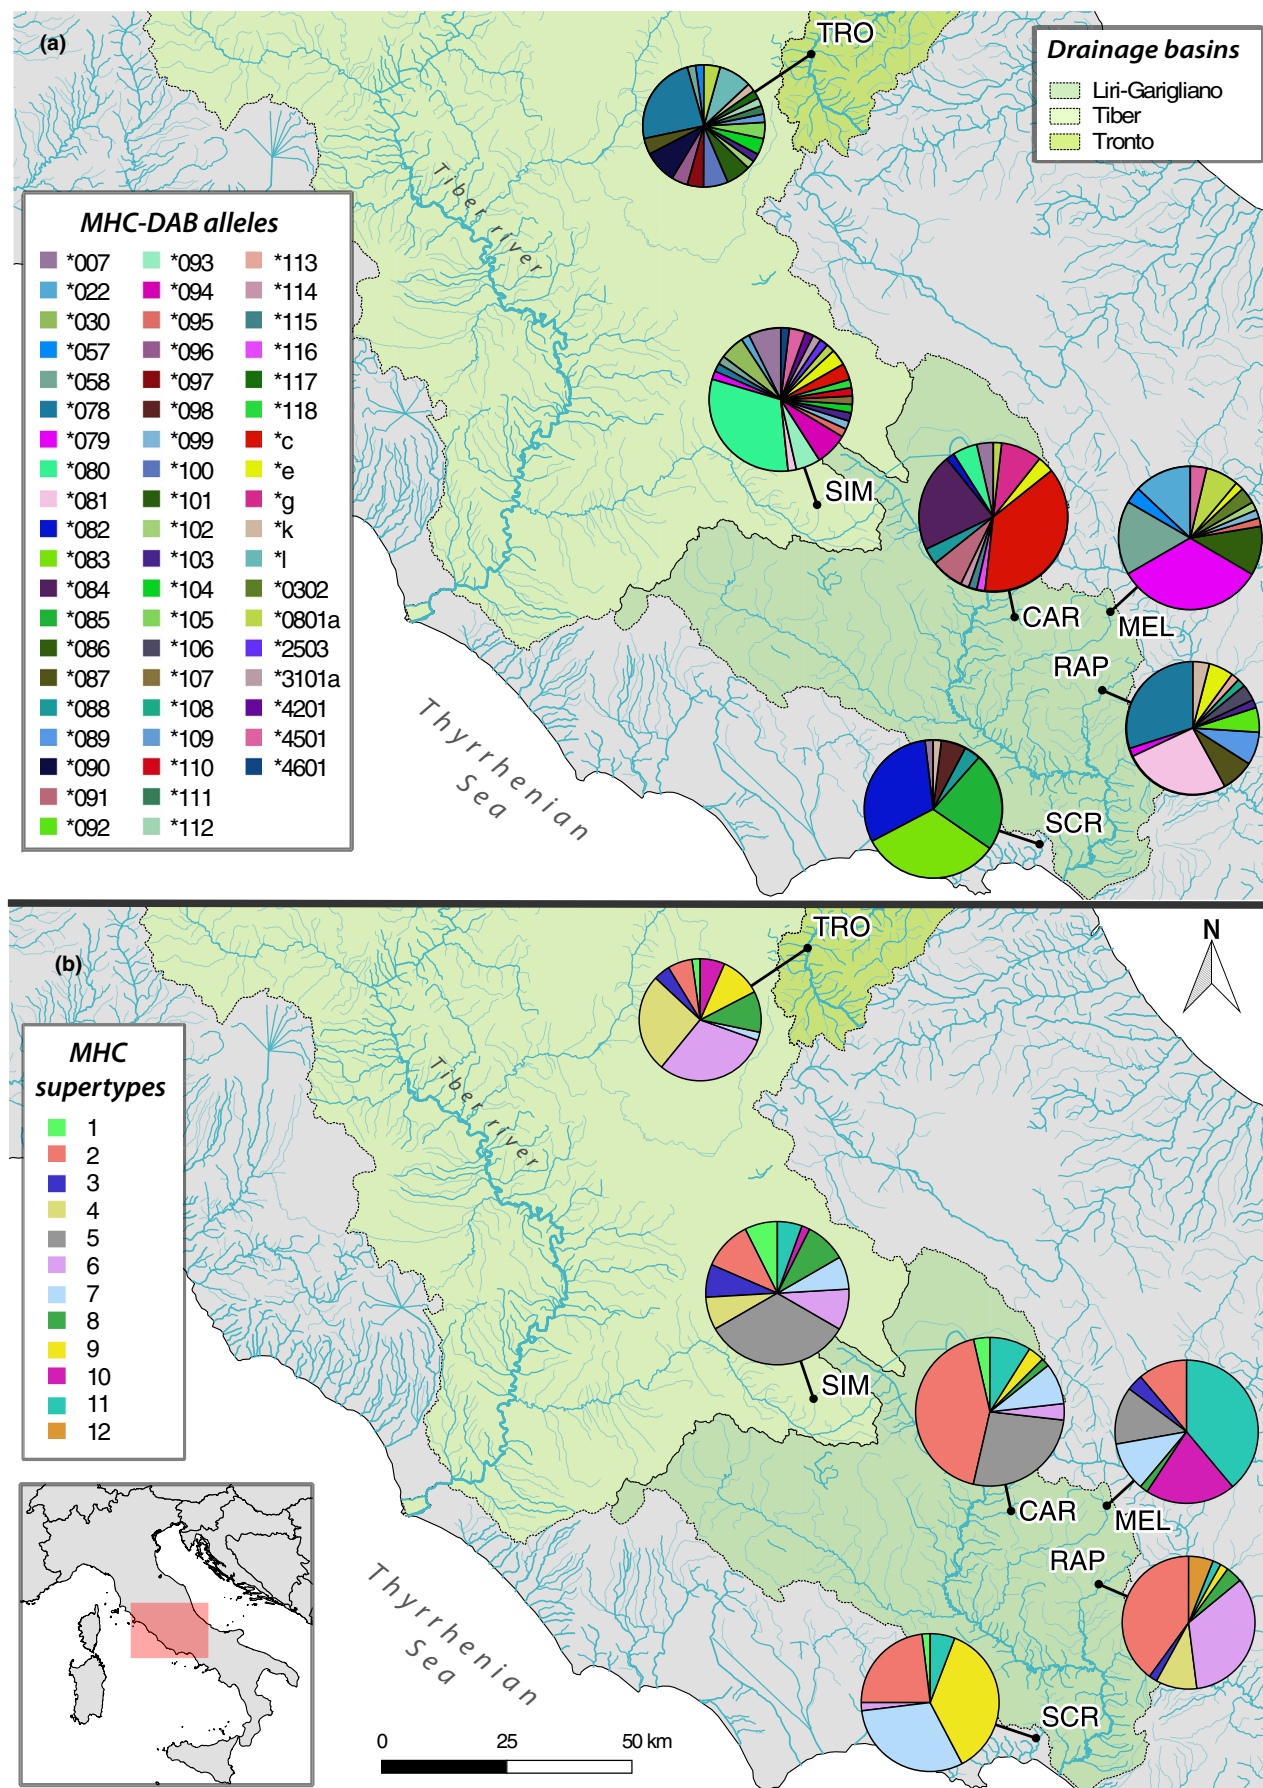 (a)
TRO
Drainage basins
Liri-Garigliano
Tiber
Tronto
Tiber river
MHC-DAB alleles
*007 *093 *113
*022 *094 *114
*030 *095 *115
*057 *096 *116
*058 *097 *117
*078 *098 *118
*079 *099 *c
*080 *100 *e
*081 *101 *g
*082 *102 *k
*083 *103 *l
*084 *104 *0302
*085 *105 *0801a
*086 *106 *2503
*087 *107 *3101a
*088 *108 *4201
*089 *109 *4501
*090 *110 *4601
*091 *111
*092 *112
SIM
CAR
MEL
RAP
SCR
Thyrrhenian
Sea
(b)
TRO
N
Tiber river
MHC
supertypes
1
2
3
4
5
6
7
8
9
10
11
12
SIM
CAR
MEL
RAP
SCR
Thyrrhenian
Sea
0 25 50 km